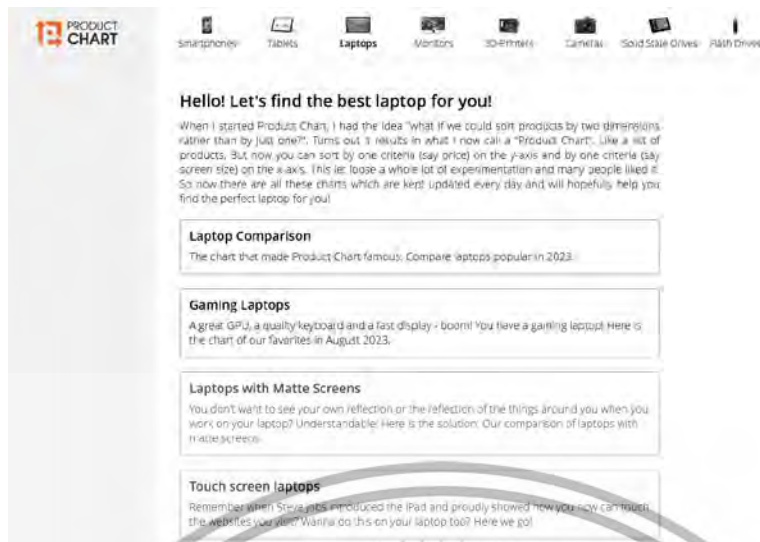 PRODUCT
CHART
Smartphones
Tablets
Laptops
Monitors
3D-Printers
Cameras
Solid State Drives
Flash Drives
Hello! Let's find the best laptop for you!
When I started Product Chart, I had the idea "what if we could sort products by two dimensions
rather than by just one?". Turns out it results in what I now call a "Product Chart". Like a list of
products, But now you can sort by one criteria (say price) on the y-axis and by one criteria (say
screen size) on the x-axis. This let loose a whole lot of experimentation and many people liked it.
So now there are all these charts which are kept updated every day and will hopefully help you
find the perfect laptop for you!
Laptop Comparison
The chart that made Product Chart famous: Compare laptops popular in 2023.
Gaming Laptops
A great GPU, a quality keyboard and a fast display - boom! You have a gaming laptop! Here is
the chart of our favorites in August 2023.
Laptops with Matte Screens
You don't want to see your own reflection or the reflection of the things around you when you
work on your laptop? Understandable! Here is the solution: Our comparison of laptops with
matte screens.
Touch screen laptops
Remember when Steve Jobs introduced the iPad and proudly showed how you now can touch
the websites you visit? Wanna do this on your laptop too? Here we go!